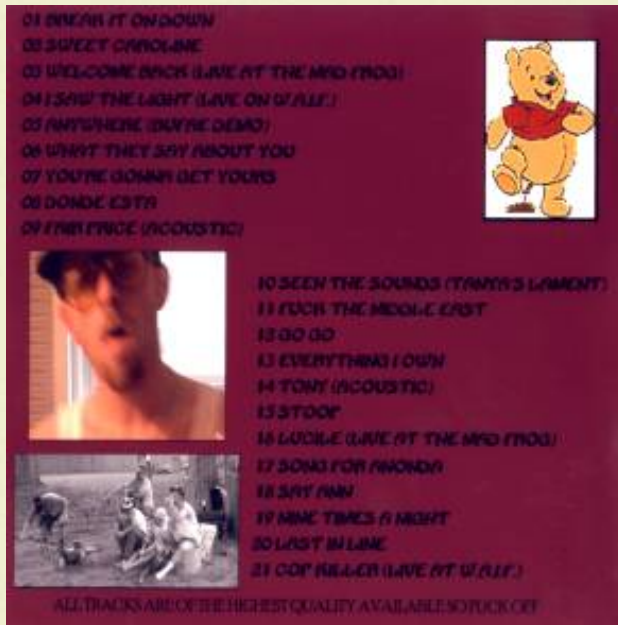 01 BREAK IT ON DOWN
02 SWEET CAROLINE
03 WELCOME BACK (LIVE AT THE MAD FROG)
04 I SAW THE LIGHT (LIVE ON W.A.I.F.)
05 ANYWHERE (BUFAE DEMO)
06 WHAT THEY SAY ABOUT YOU
07 YOU'RE GONNA GET YOURS
08 DONDE ESTA
09 FAIR PRICE (ACOUSTIC)
10 SEEN THE SOUNDS (TANYA'S LAMENT)
11 FUCK THE MIDDLE EAST
12 GO GO
13 EVERYTHING I OWN
14 TONY (ACOUSTIC)
15 STOOP
16 LUCILE (LIVE AT THE MAD FROG)
17 SONG FOR ANONDA
18 SAY ANN
19 NINE TIMES A NIGHT
20 LAST IN LINE
21 COP KILLER (LIVE AT W.A.I.F.)
ALL TRACKS ARE OF THE HIGHEST QUALITY AVAILABLE SO FUCK OFF